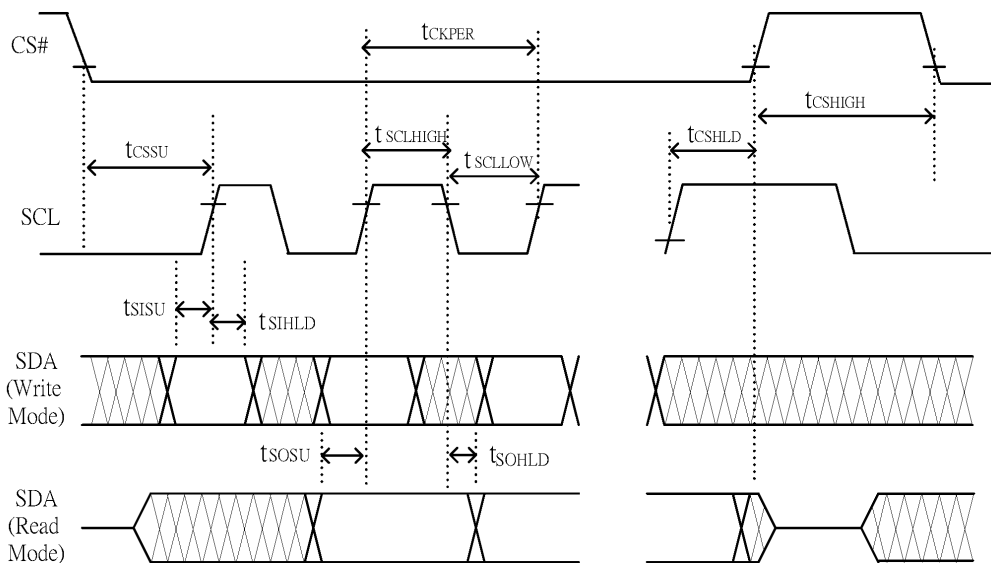 CS#
tCKPER
tCSHIGH
tCSSU
tSCLHIGH
tSCLLOW
tCSHLD
SCL
tSISU
tSIHLD
SDA
(Write
Mode)
tSOSU
tSOHLD
SDA
(Read
Mode)